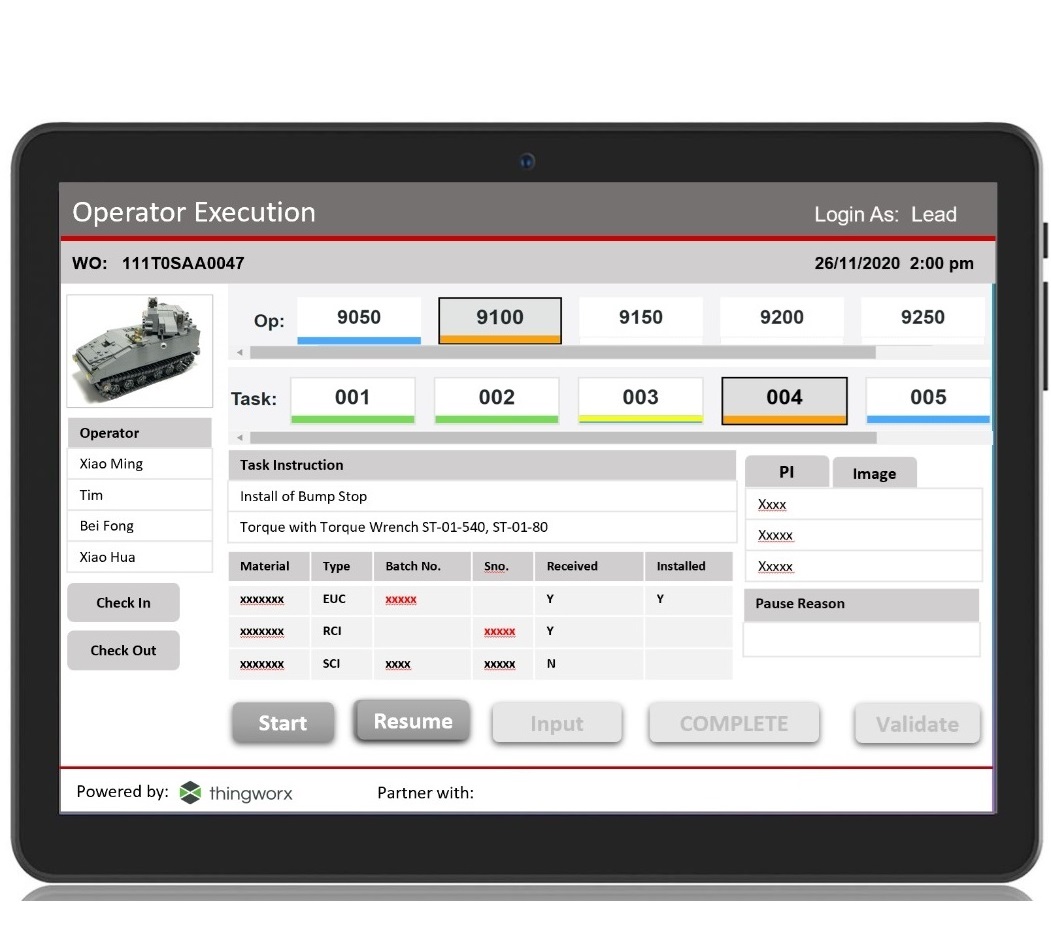 Operator Execution
Login As: Lead
WO: 111T0SAA0047
26/11/2020 2:00 pm
Op: 9050 9100 9150 9200 9250
Task: 001 002 003 004 005
Operator
Xiao Ming
Tim
Bei Fong
Xiao Hua
Check In
Check Out
Task Instruction
Install of Bump Stop
Torque with Torque Wrench ST-01-540, ST-01-80
PI Image
Xxxx
Xxxxx
Xxxxx
Material Type Batch No. Sno. Received Installed
xxxxxxx EUC xxxxx Y Y
xxxxxxx RCI xxxxx Y
xxxxxxx SCI xxxx xxxxx N
Pause Reason
Start Resume Input COMPLETE Validate
Powered by: thingworx
Partner with: